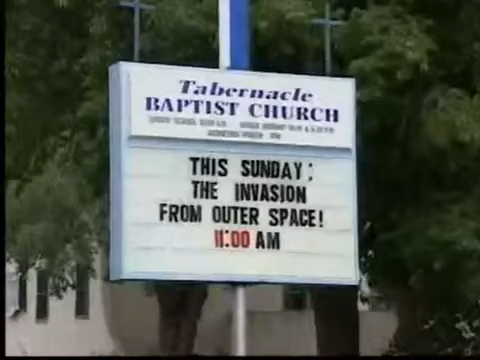 Tabernacle
BAPTIST CHURCH
THIS SUNDAY:
THE INVASION
FROM OUTER SPACE!
11:00 AM